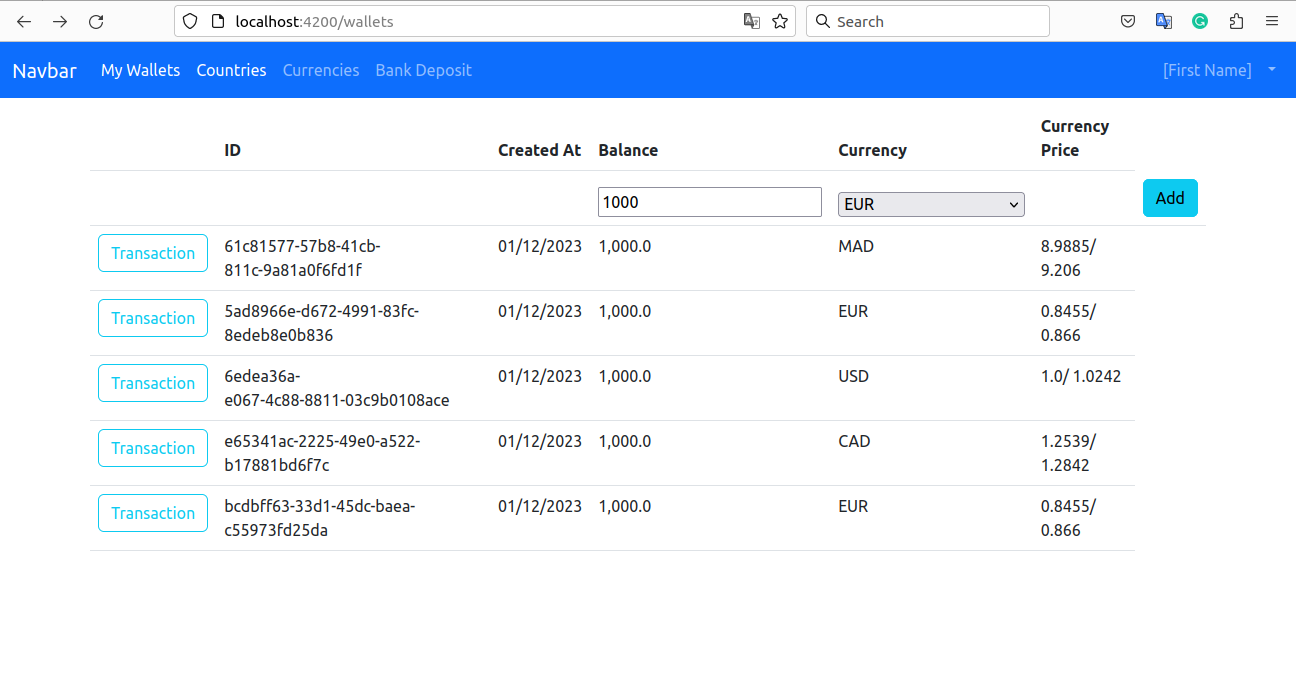 localhost:4200/wallets
Search
Navbar My Wallets Countries Currencies Bank Deposit [First Name]
ID Created At Balance Currency Currency
Price
1000 EUR Add
Transaction 61c81577-57b8-41cb- 01/12/2023 1,000.0 MAD 8.9885/
811c-9a81a0f6fd1f 9.206
Transaction 5ad8966e-d672-4991-83fc- 01/12/2023 1,000.0 EUR 0.8455/
8edeb8e0b836 0.866
Transaction 6edea36a- 01/12/2023 1,000.0 USD 1.0/ 1.0242
e067-4c88-8811-03c9b0108ace
Transaction e65341ac-2225-49e0-a522- 01/12/2023 1,000.0 CAD 1.2539/
b17881bd6f7c 1.2842
Transaction bcdbff63-33d1-45dc-baea- 01/12/2023 1,000.0 EUR 0.8455/
c55973fd25da 0.866